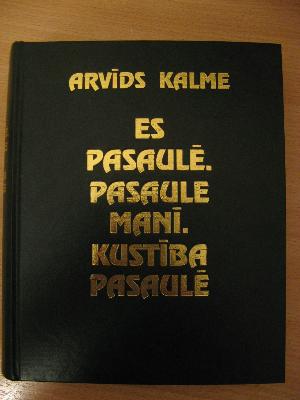 ARVĪDS KALME
ES
PASAULĒ.
PASAULE
MANĪ.
KUSTĪBA
PASAULĒ